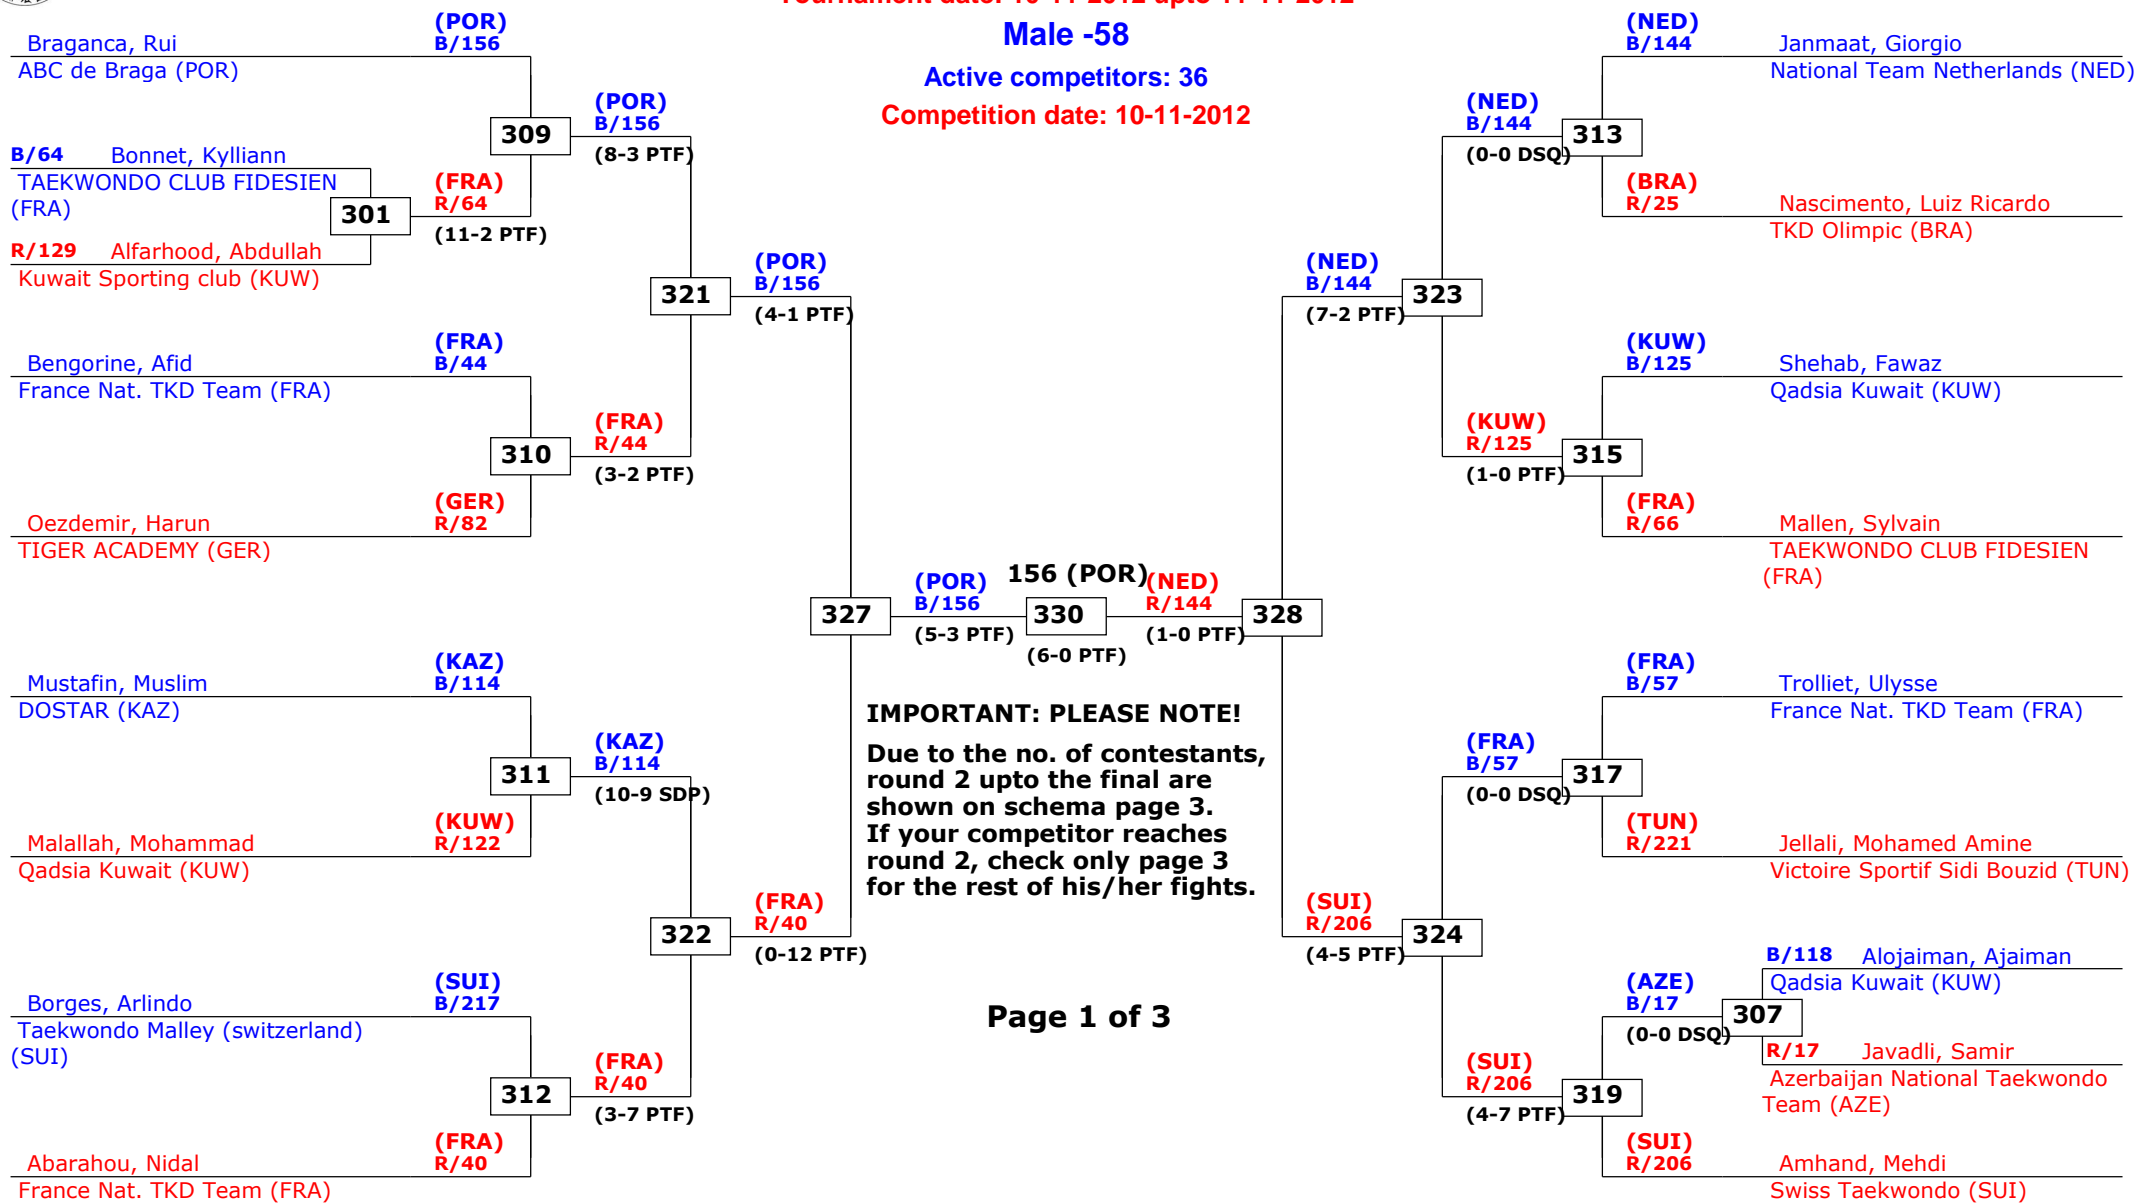 Male -58
Active competitors: 36
Competition date: 10-11-2012
(POR)
B/156
Braganca, Rui
ABC de Braga (POR)
309
(POR)
B/156
(8-3 PTF)
B/64 Bonnet, Kylliann
TAEKWONDO CLUB FIDESIEN
(FRA)
301
(FRA)
R/64
(11-2 PTF)
R/129 Alfarhood, Abdullah
Kuwait Sporting club (KUW)
321
(POR)
B/156
(4-1 PTF)
(FRA)
B/44
Bengorine, Afid
France Nat. TKD Team (FRA)
310
(FRA)
R/44
(3-2 PTF)
(GER)
R/82
Oezdemir, Harun
TIGER ACADEMY (GER)
327
(POR)
B/156
(5-3 PTF)
156 (POR)
330
(6-0 PTF)
(NED)
R/144
(1-0 PTF)
328
(KAZ)
B/114
Mustafin, Muslim
DOSTAR (KAZ)
311
(KAZ)
B/114
(10-9 SDP)
(KUW)
R/122
Malallah, Mohammad
Qadsia Kuwait (KUW)
322
(FRA)
R/40
(0-12 PTF)
(SUI)
B/217
Borges, Arlindo
Taekwondo Malley (switzerland)
(SUI)
312
(FRA)
R/40
(3-7 PTF)
(FRA)
R/40
Abarahou, Nidal
France Nat. TKD Team (FRA)
IMPORTANT: PLEASE NOTE!
Due to the no. of contestants,
round 2 upto the final are
shown on schema page 3.
If your competitor reaches
round 2, check only page 3
for the rest of his/her fights.
Page 1 of 3
(NED)
B/144
Janmaat, Giorgio
National Team Netherlands (NED)
(NED)
B/144
(0-0 DSQ)
313
(BRA)
R/25
Nascimento, Luiz Ricardo
TKD Olimpic (BRA)
(NED)
B/144
(7-2 PTF)
323
(KUW)
B/125
Shehab, Fawaz
Qadsia Kuwait (KUW)
(KUW)
R/125
(1-0 PTF)
315
(FRA)
R/66
Mallen, Sylvain
TAEKWONDO CLUB FIDESIEN
(FRA)
(FRA)
B/57
Trolliet, Ulysse
France Nat. TKD Team (FRA)
(FRA)
B/57
(0-0 DSQ)
317
(TUN)
R/221
Jellali, Mohamed Amine
Victoire Sportif Sidi Bouzid (TUN)
(SUI)
R/206
(4-5 PTF)
324
B/118 Alojaiman, Ajaiman
Qadsia Kuwait (KUW)
(AZE)
B/17
(0-0 DSQ)
307
R/17 Javadli, Samir
Azerbaijan National Taekwondo
Team (AZE)
(SUI)
R/206
(4-7 PTF)
319
(SUI)
R/206
Amhand, Mehdi
Swiss Taekwondo (SUI)